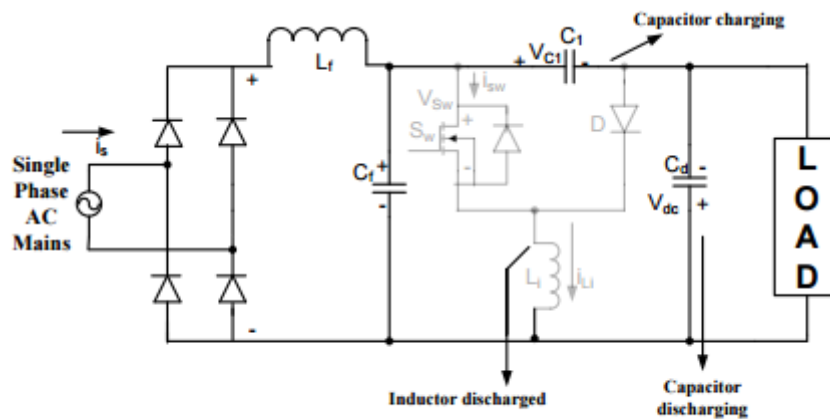 Capacitor charging
C1
VC1
+
-
Lf
+
isw
VSw
+
Sw
-
D
is
Single
Phase
AC
Mains
Cf
+
-
Cd
-
Vdc
+
L
O
A
D
Li
iLi
-
Inductor discharged
Capacitor
discharging